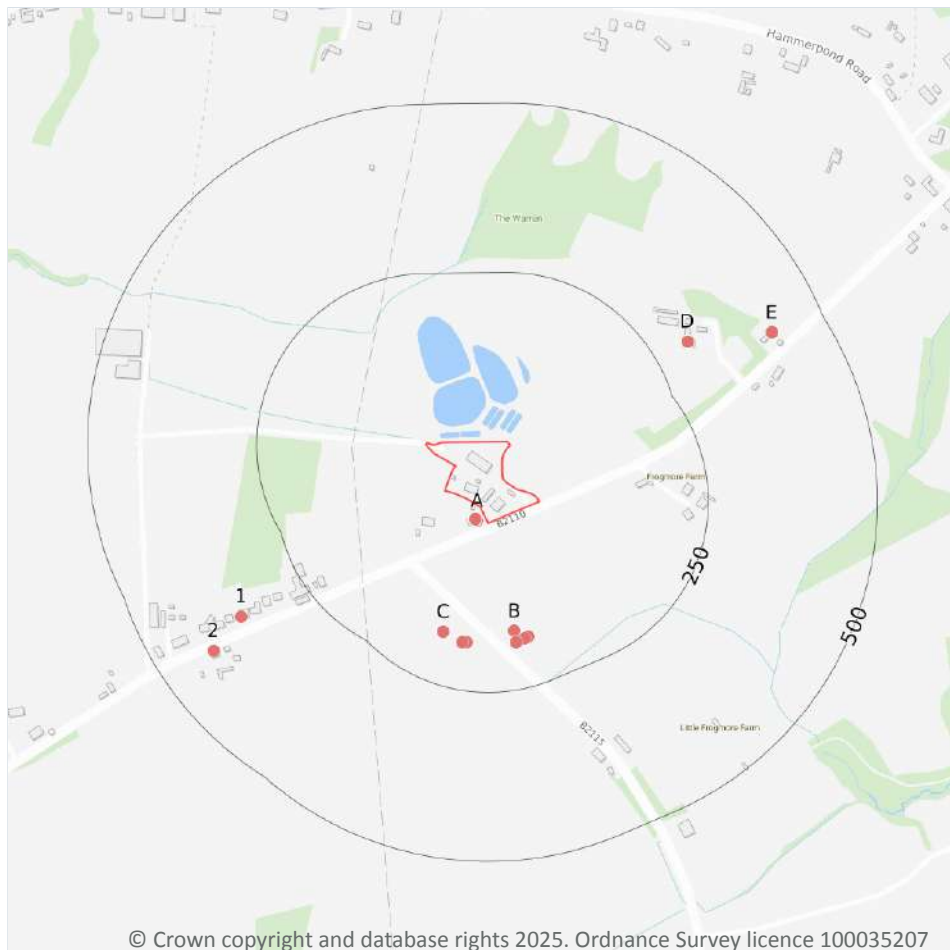 Hammerpond Road
The Warren
D
E
Frogmore Farm
A
B2110
250
1
2
C
B
500
B2115
Little Frogmore Farm
© Crown copyright and database rights 2025. Ordnance Survey licence 100035207